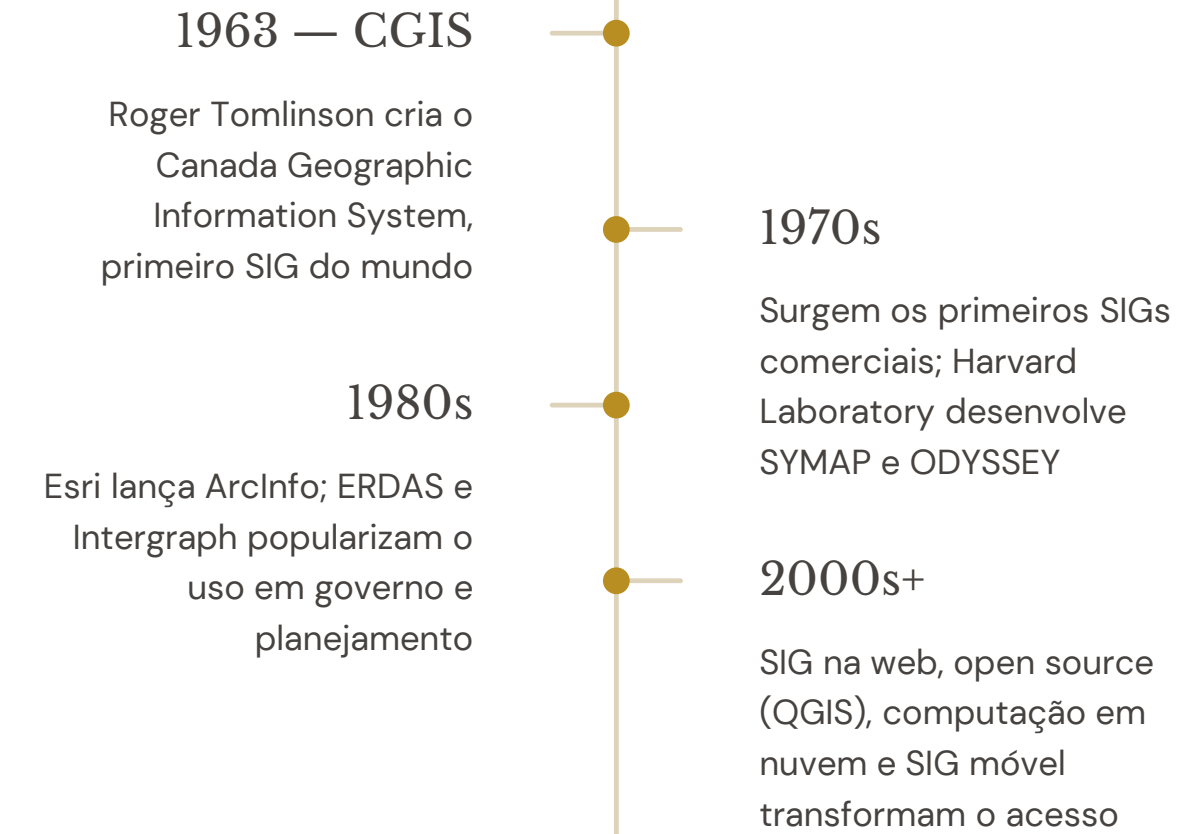 1963 — CGIS
Roger Tomlinson cria o
Canada Geographic
Information System,
primeiro SIG do mundo
1970s
Surgem os primeiros SIGs
comerciais; Harvard
Laboratory desenvolve
SYMAP e ODYSSEY
1980s
Esri lança ArcInfo; ERDAS e
Intergraph popularizam o
uso em governo e
planejamento
2000s+
SIG na web, open source
(QGIS), computação em
nuvem e SIG móvel
transformam o acesso